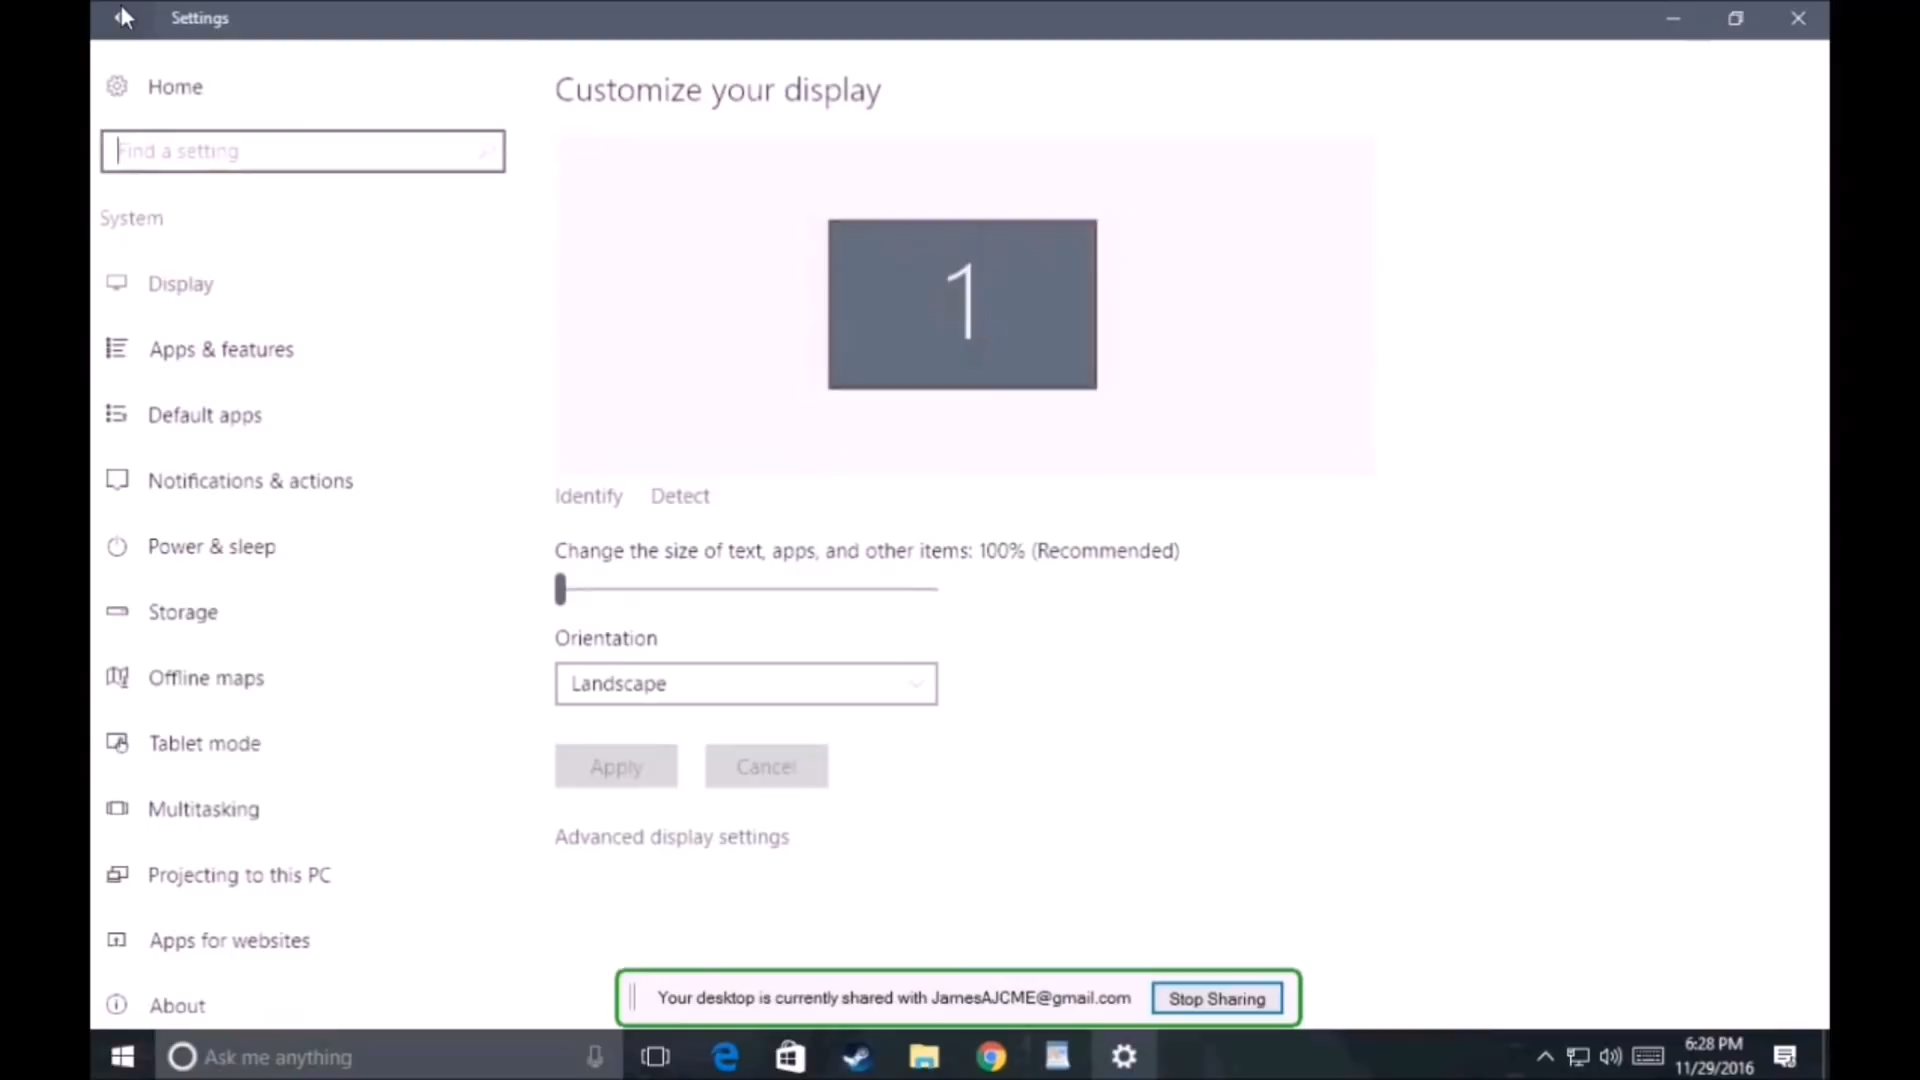 Settings
Home
Find a setting
System
Display
Apps & features
Default apps
Notifications & actions
Power & sleep
Storage
Offline maps
Tablet mode
Multitasking
Projecting to this PC
Apps for websites
About
Customize your display
1
Identify Detect
Change the size of text, apps, and other items: 100% (Recommended)
Orientation
Landscape
Apply Cancel
Advanced display settings
Your desktop is currently shared with JamesAJCME@gmail.com Stop Sharing
Ask me anything
6:28 PM
11/29/2016